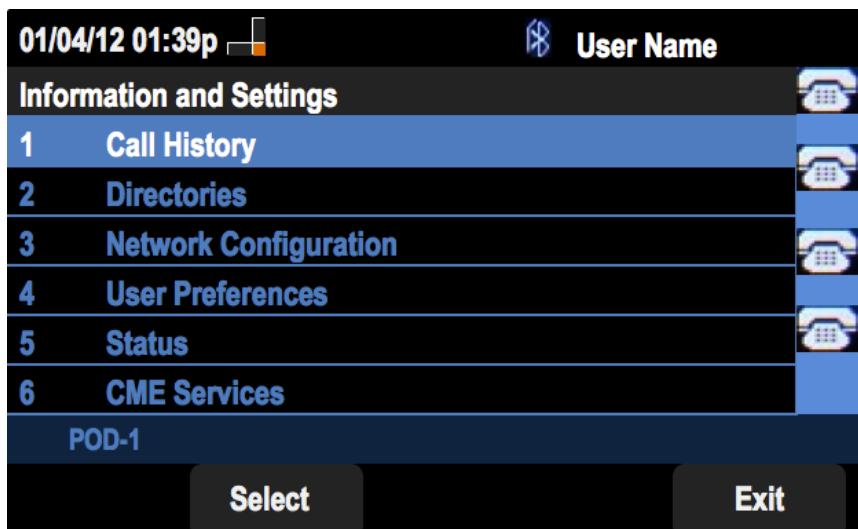 01/04/12 01:39p User Name
Information and Settings
1 Call History
2 Directories
3 Network Configuration
4 User Preferences
5 Status
6 CME Services
POD-1
Select Exit